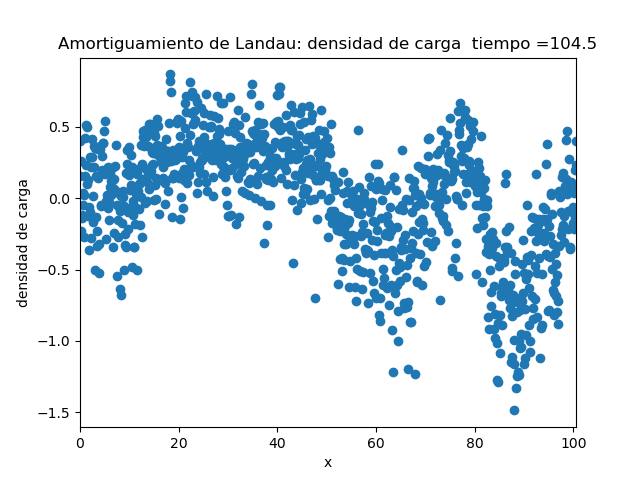 Amortiguamiento de Landau: densidad de carga  tiempo =104.5
densidad de carga
0.5
0.0
−0.5
−1.0
−1.5
0 20 40 60 80 100
x